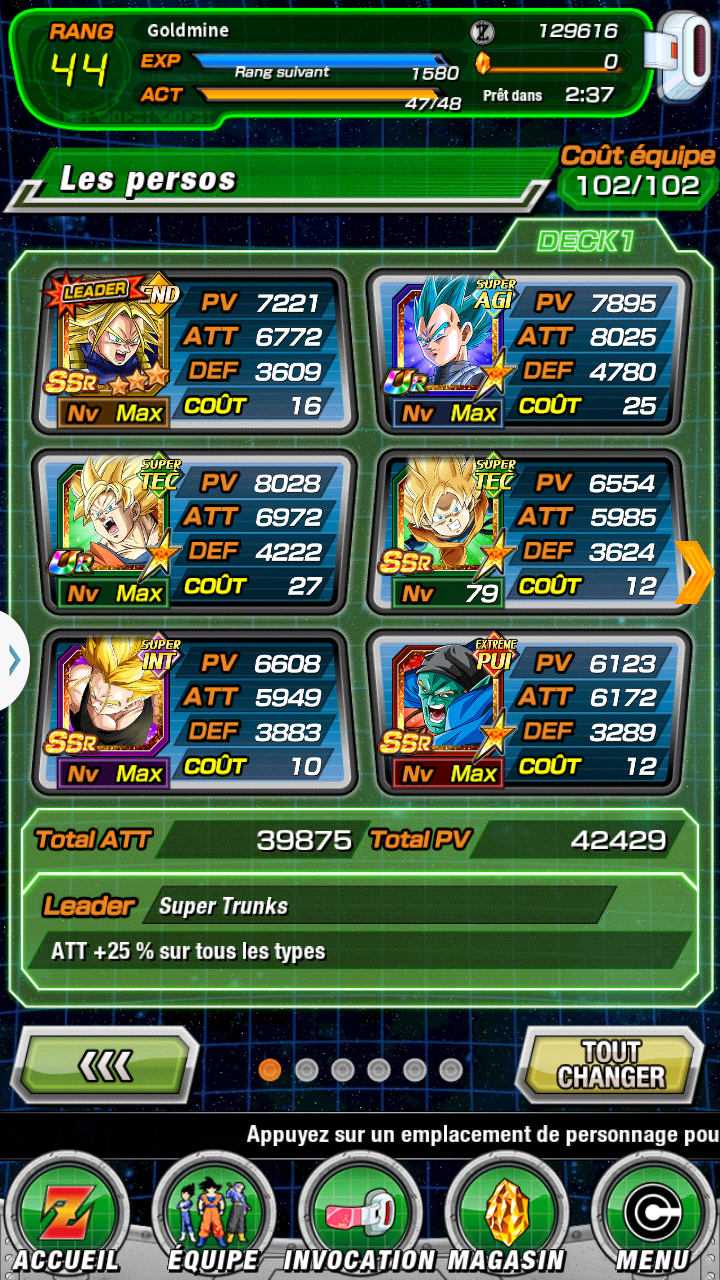 RANG Goldmine 129616
44 EXP Rang suivant 1580 0
ACT 47/48 Prêt dans 2:37
Les persos Coût équipe
102/102
DECK1
LEADER PV 7221
ATT 6772
DEF 3609
SSR Nv Max COÛT 16
SUPER AGI PV 7895
ATT 8025
DEF 4780
UR Nv Max COÛT 25
SUPER TEC PV 8028
ATT 6972
DEF 4222
UR Nv Max COÛT 27
SUPER TEC PV 6554
ATT 5985
DEF 3624
SSR Nv 79 COÛT 12
SUPER INT PV 6608
ATT 5949
DEF 3883
SSR Nv Max COÛT 10
EXTREME PUI PV 6123
ATT 6172
DEF 3289
SSR Nv Max COÛT 12
Total ATT 39875 Total PV 42429
Leader Super Trunks
ATT +25 % sur tous les types
TOUT
CHANGER
Appuyez sur un emplacement de personnage pou
ACCUEIL ÉQUIPE INVOCATION MAGASIN MENU